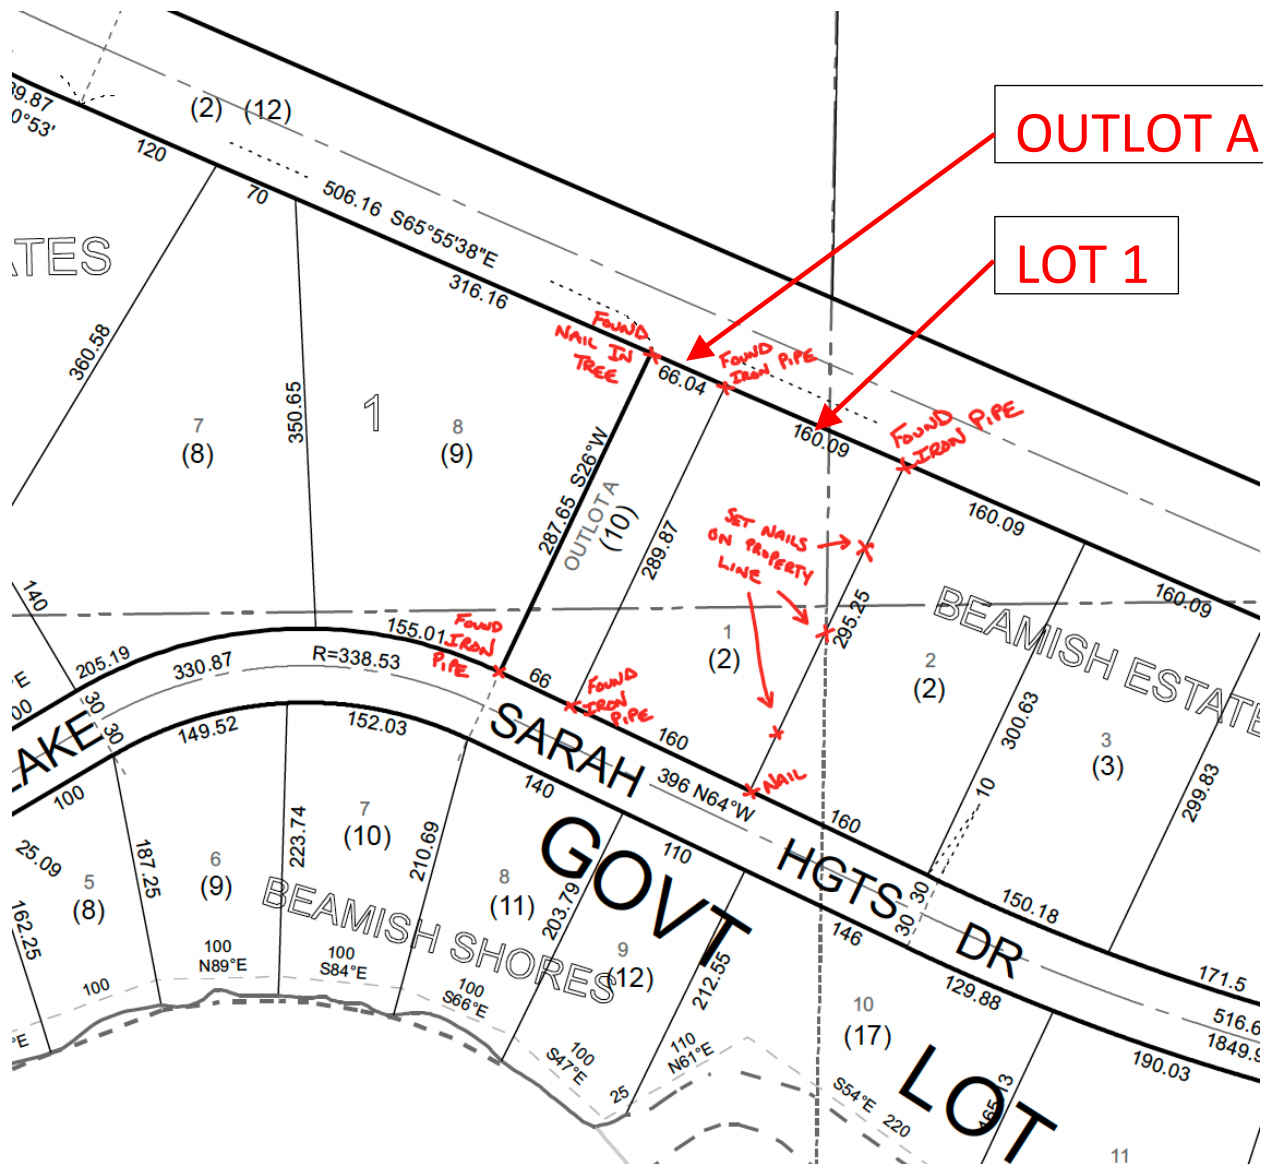 39.87
0°53'
(2) (12)
OUTLOT A
120
70
506.16 S65°55'38"E
LOT 1
ATES
316.16
FOUND
NAIL IN
TREE
FOUND
IRON PIPE
66.04
360.58
350.65
1
7
(8)
8
(9)
160.09
FOUND
IRON PIPE
287.65 S26°W
OUTLOT A
(10)
289.87
SET NAILS
ON PROPERTY
LINE
160.09
140
155.01
FOUND
IRON
PIPE
295.25
BEAMISH ESTATE
160.09
205.19
330.87
R=338.53
66
FOUND
IRON
PIPE
1
(2)
2
(2)
°E
00
30
30
149.52
152.03
LAKE
SARAH
HGTS
DR
160
396 N64°W
NAIL
300.63
3
(3)
299.83
100
140
160
10
25.09
5
(8)
187.25
6
(9)
223.74
7
(10)
210.69
GOVT
LOT
110
30
30
150.18
162.25
BEAMISH SHORES
8
(11)
203.79
9
(12)
212.55
146
129.88
171.5
100
N89°E
100
S84°E
100
S66°E
100
100
S47°E
110
N61°E
25
10
(17)
S54°E
220
516.6
1849.9
190.03
°E
11